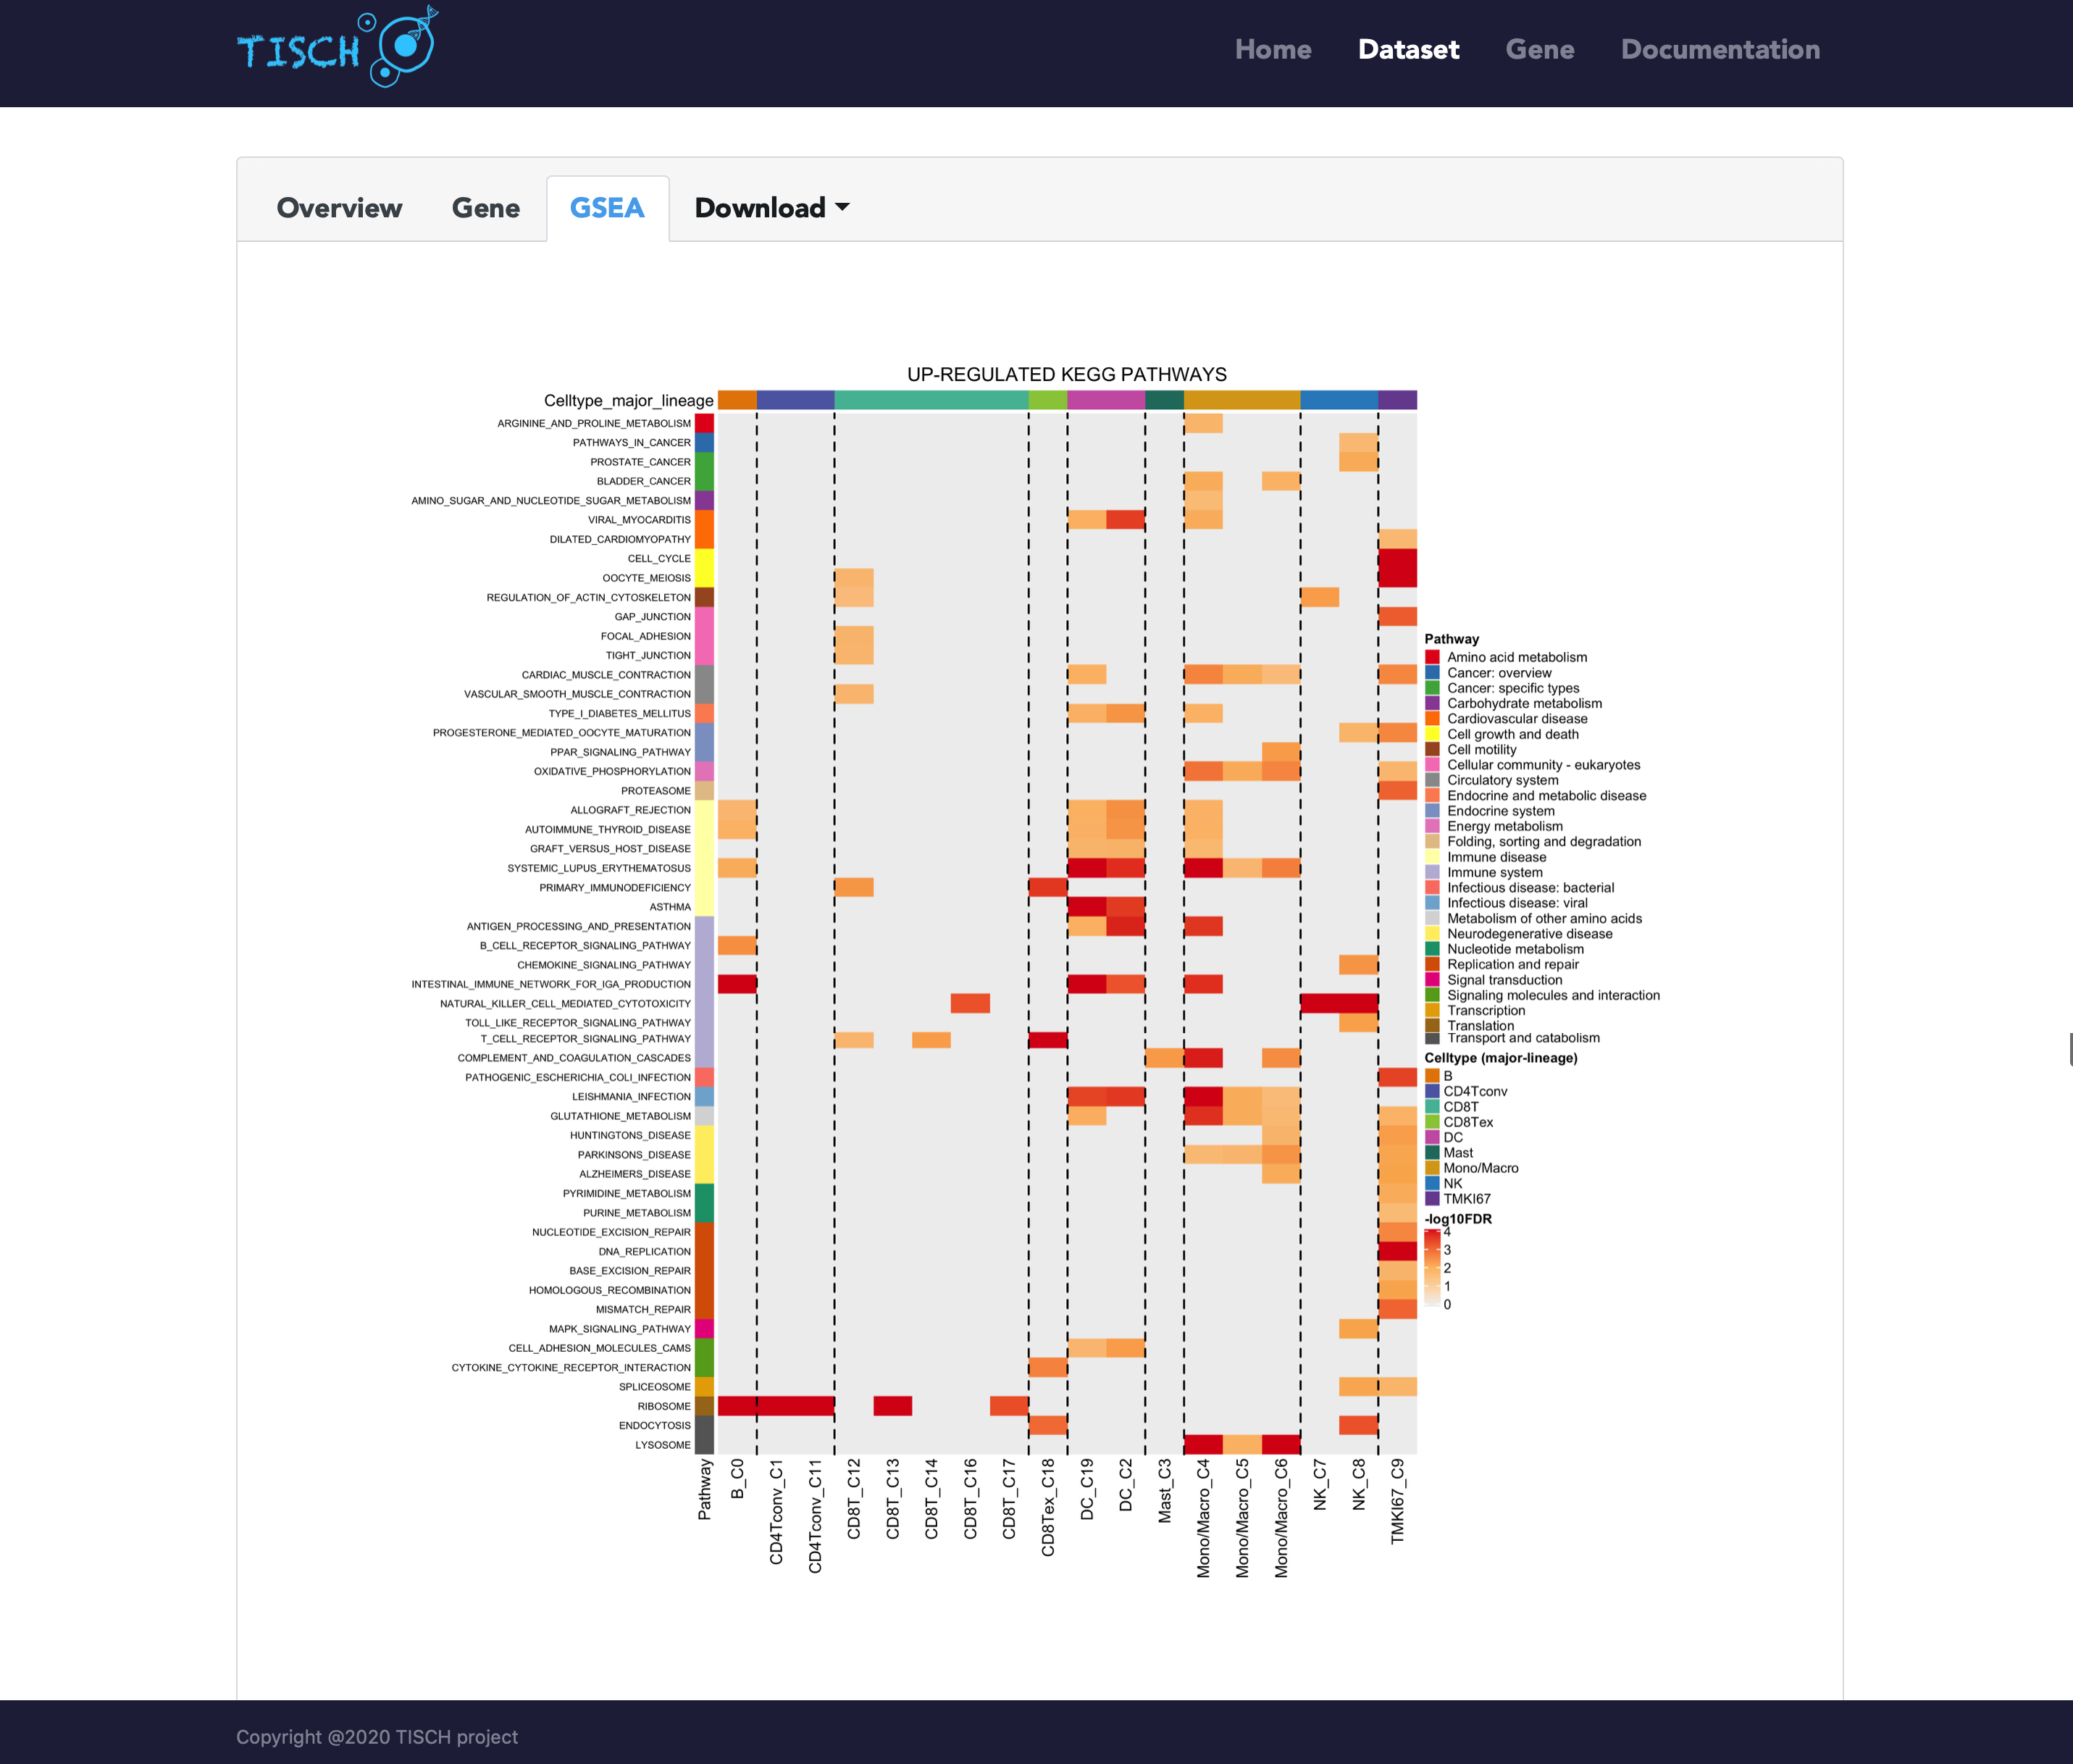 TISCH
Home Dataset Gene Documentation
Overview Gene GSEA Download
UP-REGULATED KEGG PATHWAYS
Celltype_major_lineage
ARGININE_AND_PROLINE_METABOLISM
PATHWAYS_IN_CANCER
PROSTATE_CANCER
BLADDER_CANCER
AMINO_SUGAR_AND_NUCLEOTIDE_SUGAR_METABOLISM
VIRAL_MYOCARDITIS
DILATED_CARDIOMYOPATHY
CELL_CYCLE
OOCYTE_MEIOSIS
REGULATION_OF_ACTIN_CYTOSKELETON
GAP_JUNCTION
FOCAL_ADHESION
TIGHT_JUNCTION
CARDIAC_MUSCLE_CONTRACTION
VASCULAR_SMOOTH_MUSCLE_CONTRACTION
TYPE_I_DIABETES_MELLITUS
PROGESTERONE_MEDIATED_OOCYTE_MATURATION
PPAR_SIGNALING_PATHWAY
OXIDATIVE_PHOSPHORYLATION
PROTEASOME
ALLOGRAFT_REJECTION
AUTOIMMUNE_THYROID_DISEASE
GRAFT_VERSUS_HOST_DISEASE
SYSTEMIC_LUPUS_ERYTHEMATOSUS
PRIMARY_IMMUNODEFICIENCY
ASTHMA
ANTIGEN_PROCESSING_AND_PRESENTATION
B_CELL_RECEPTOR_SIGNALING_PATHWAY
CHEMOKINE_SIGNALING_PATHWAY
INTESTINAL_IMMUNE_NETWORK_FOR_IGA_PRODUCTION
NATURAL_KILLER_CELL_MEDIATED_CYTOTOXICITY
TOLL_LIKE_RECEPTOR_SIGNALING_PATHWAY
T_CELL_RECEPTOR_SIGNALING_PATHWAY
COMPLEMENT_AND_COAGULATION_CASCADES
PATHOGENIC_ESCHERICHIA_COLI_INFECTION
LEISHMANIA_INFECTION
GLUTATHIONE_METABOLISM
HUNTINGTONS_DISEASE
PARKINSONS_DISEASE
ALZHEIMERS_DISEASE
PYRIMIDINE_METABOLISM
PURINE_METABOLISM
NUCLEOTIDE_EXCISION_REPAIR
DNA_REPLICATION
BASE_EXCISION_REPAIR
HOMOLOGOUS_RECOMBINATION
MISMATCH_REPAIR
MAPK_SIGNALING_PATHWAY
CELL_ADHESION_MOLECULES_CAMS
CYTOKINE_CYTOKINE_RECEPTOR_INTERACTION
SPLICEOSOME
RIBOSOME
ENDOCYTOSIS
LYSOSOME
Pathway
B_C0
CD4Tconv_C1
CD4Tconv_C11
CD8T_C12
CD8T_C13
CD8T_C14
CD8T_C16
CD8T_C17
CD8Tex_C18
DC_C19
DC_C2
Mast_C3
Mono/Macro_C4
Mono/Macro_C5
Mono/Macro_C6
NK_C7
NK_C8
TMKI67_C9
Pathway
Amino acid metabolism
Cancer: overview
Cancer: specific types
Carbohydrate metabolism
Cardiovascular disease
Cell growth and death
Cell motility
Cellular community - eukaryotes
Circulatory system
Endocrine and metabolic disease
Endocrine system
Energy metabolism
Folding, sorting and degradation
Immune disease
Immune system
Infectious disease: bacterial
Infectious disease: viral
Metabolism of other amino acids
Neurodegenerative disease
Nucleotide metabolism
Replication and repair
Signal transduction
Signaling molecules and interaction
Transcription
Translation
Transport and catabolism
Celltype (major-lineage)
B
CD4Tconv
CD8T
CD8Tex
DC
Mast
Mono/Macro
NK
TMKI67
-log10FDR
4
3
2
1
0
Copyright @2020 TISCH project